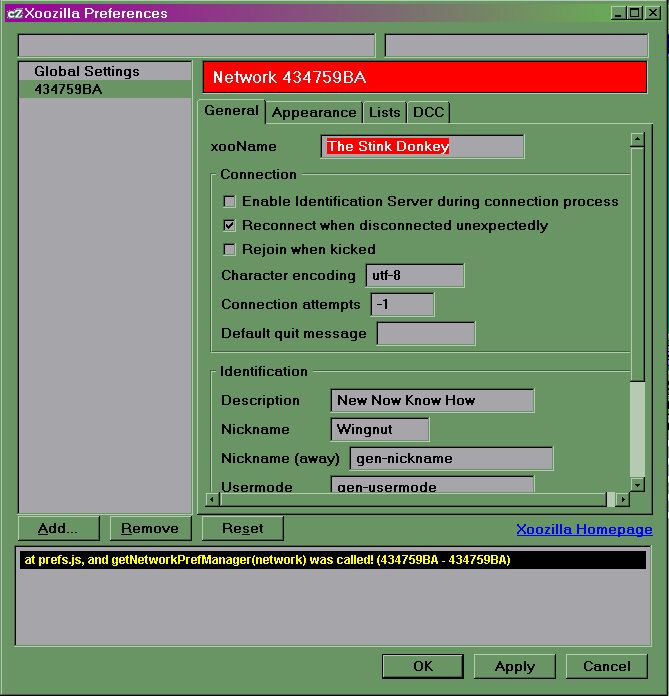 cZ Xoozilla Preferences
Global Settings
434759BA
Network 434759BA
General Appearance Lists DCC
xooName The Stink Donkey
Connection
Enable Identification Server during connection process
Reconnect when disconnected unexpectedly
Rejoin when kicked
Character encoding utf-8
Connection attempts -1
Default quit message
Identification
Description New Now Know How
Nickname Wingnut
Nickname (away) gen-nickname
Usermode gen-usermode
Add... Remove Reset Xoozilla Homepage
at prefs.js, and getNetworkPrefManager(network) was called! (434759BA - 434759BA)
OK Apply Cancel